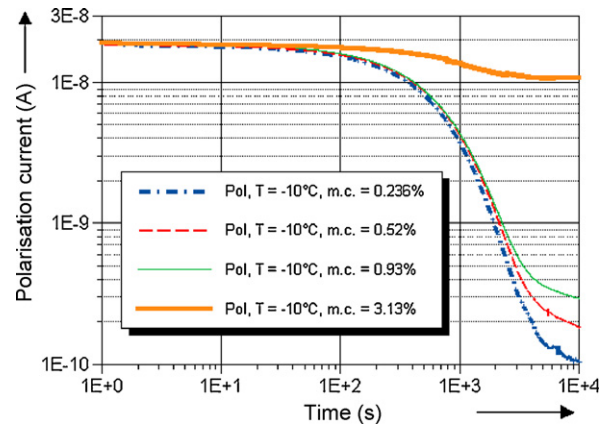 3E-8
1E-8
1E-9
1E-10
Polarisation current (A)
Pol, T = -10°C, m.c. = 0.236%
Pol, T = -10°C, m.c. = 0.52%
Pol, T = -10°C, m.c. = 0.93%
Pol, T = -10°C, m.c. = 3.13%
1E+0 1E+1 1E+2 1E+3 1E+4
Time (s)